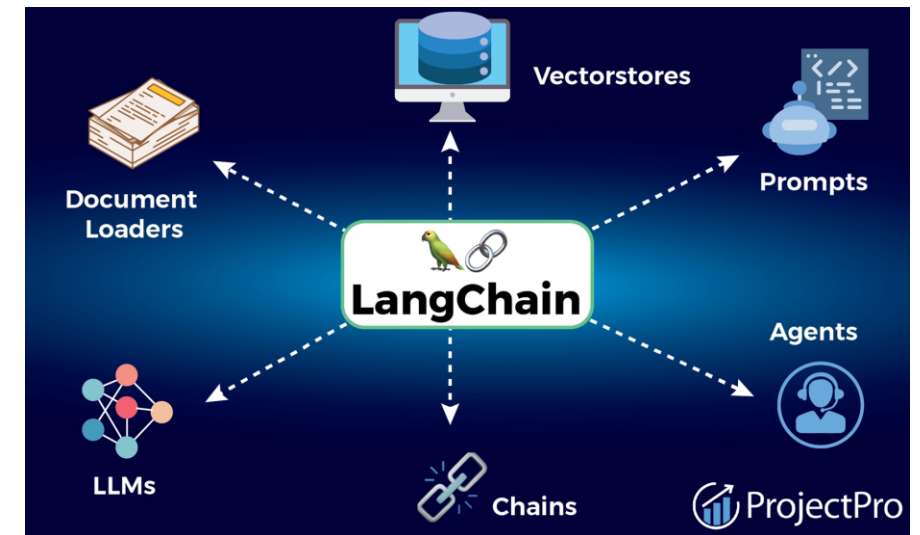 Vectorstores
Document
Loaders
Prompts
LangChain
Agents
LLMs
Chains
ProjectPro